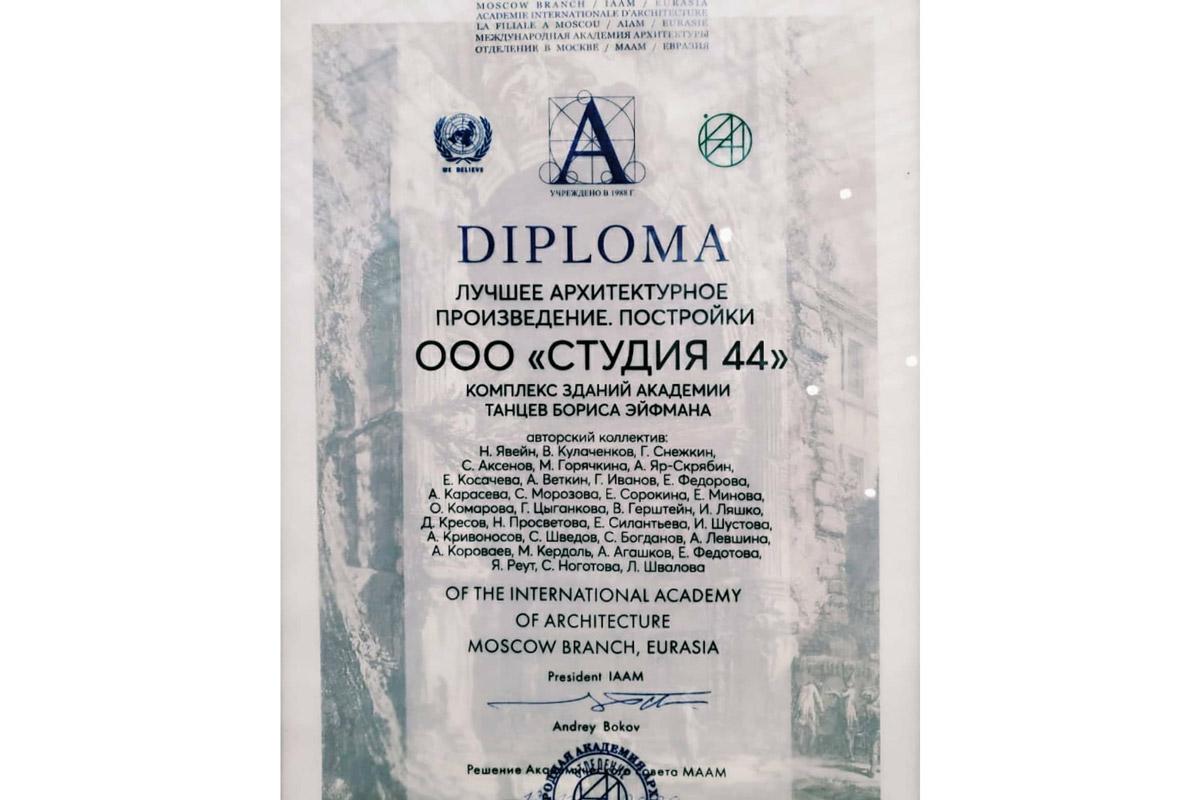 MOSCOW BRANCH / IAAM / EURASIA
ACADEMIE INTERNATIONALE D'ARCHITECTURE
LA FILIALE A MOSCOU / AIAM / EURASIE
МЕЖДУНАРОДНАЯ АКАДЕМИЯ АРХИТЕКТУРЫ
ОТДЕЛЕНИЕ В МОСКВЕ / МААМ / ЕВРАЗИЯ
WE BELIEVE
А
УЧРЕЖДЕНО В 1988 Г.
DIPLOMA
ЛУЧШЕЕ АРХИТЕКТУРНОЕ
ПРОИЗВЕДЕНИЕ. ПОСТРОЙКИ
ООО «СТУДИЯ 44»
КОМПЛЕКС ЗДАНИЙ АКАДЕМИИ
ТАНЦЕВ БОРИСА ЭЙФМАНА
авторский коллектив:
Н. Явейн, В. Кулаченков, Г. Снежкин,
С. Аксенов, М. Горячкина, А. Яр-Скрябин,
Е. Косачева, А. Веткин, Г. Иванов, Е. Федорова,
А. Карасева, С. Морозова, Е. Сорокина, Е. Минова,
О. Комарова, Г. Цыганкова, В. Герштейн, И. Ляшко,
Д. Кресов, Н. Просветова, Е. Силантьева, И. Шустова,
А. Кривоносов, С. Шведов, С. Богданов, А. Левшина,
А. Короваев, М. Кердоль, А. Агашков, Е. Федотова,
Я. Реут, С. Ноготова, Л. Швалова
OF THE INTERNATIONAL ACADEMY
OF ARCHITECTURE
MOSCOW BRANCH, EURASIA
President IAAM
Andrey Bokov
Решение Академического совета МААМ